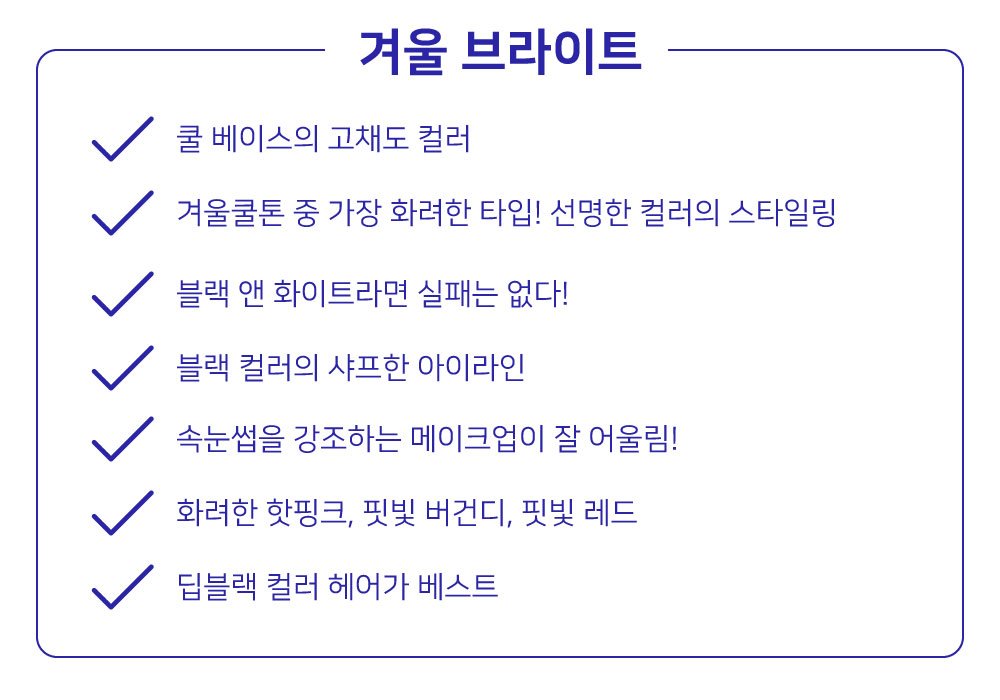 겨울 브라이트
쿨 베이스의 고채도 컬러
겨울쿨톤 중 가장 화려한 타입! 선명한 컬러의 스타일링
블랙 앤 화이트라면 실패는 없다!
블랙 컬러의 샤프한 아이라인
속눈썹을 강조하는 메이크업이 잘 어울림!
화려한 핫핑크, 핏빛 버건디, 핏빛 레드
딥블랙 컬러 헤어가 베스트